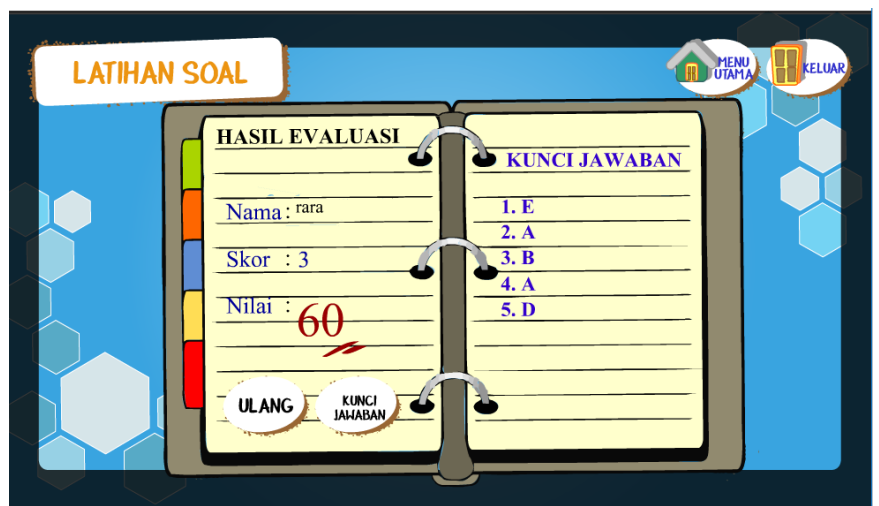 LATIHAN SOAL
MENU
UTAMA
KELUAR
HASIL EVALUASI
Nama : rara
Skor : 3
Nilai : 60
ULANG
KUNCI
JAWABAN
KUNCI JAWABAN
1. E
2. A
3. B
4. A
5. D